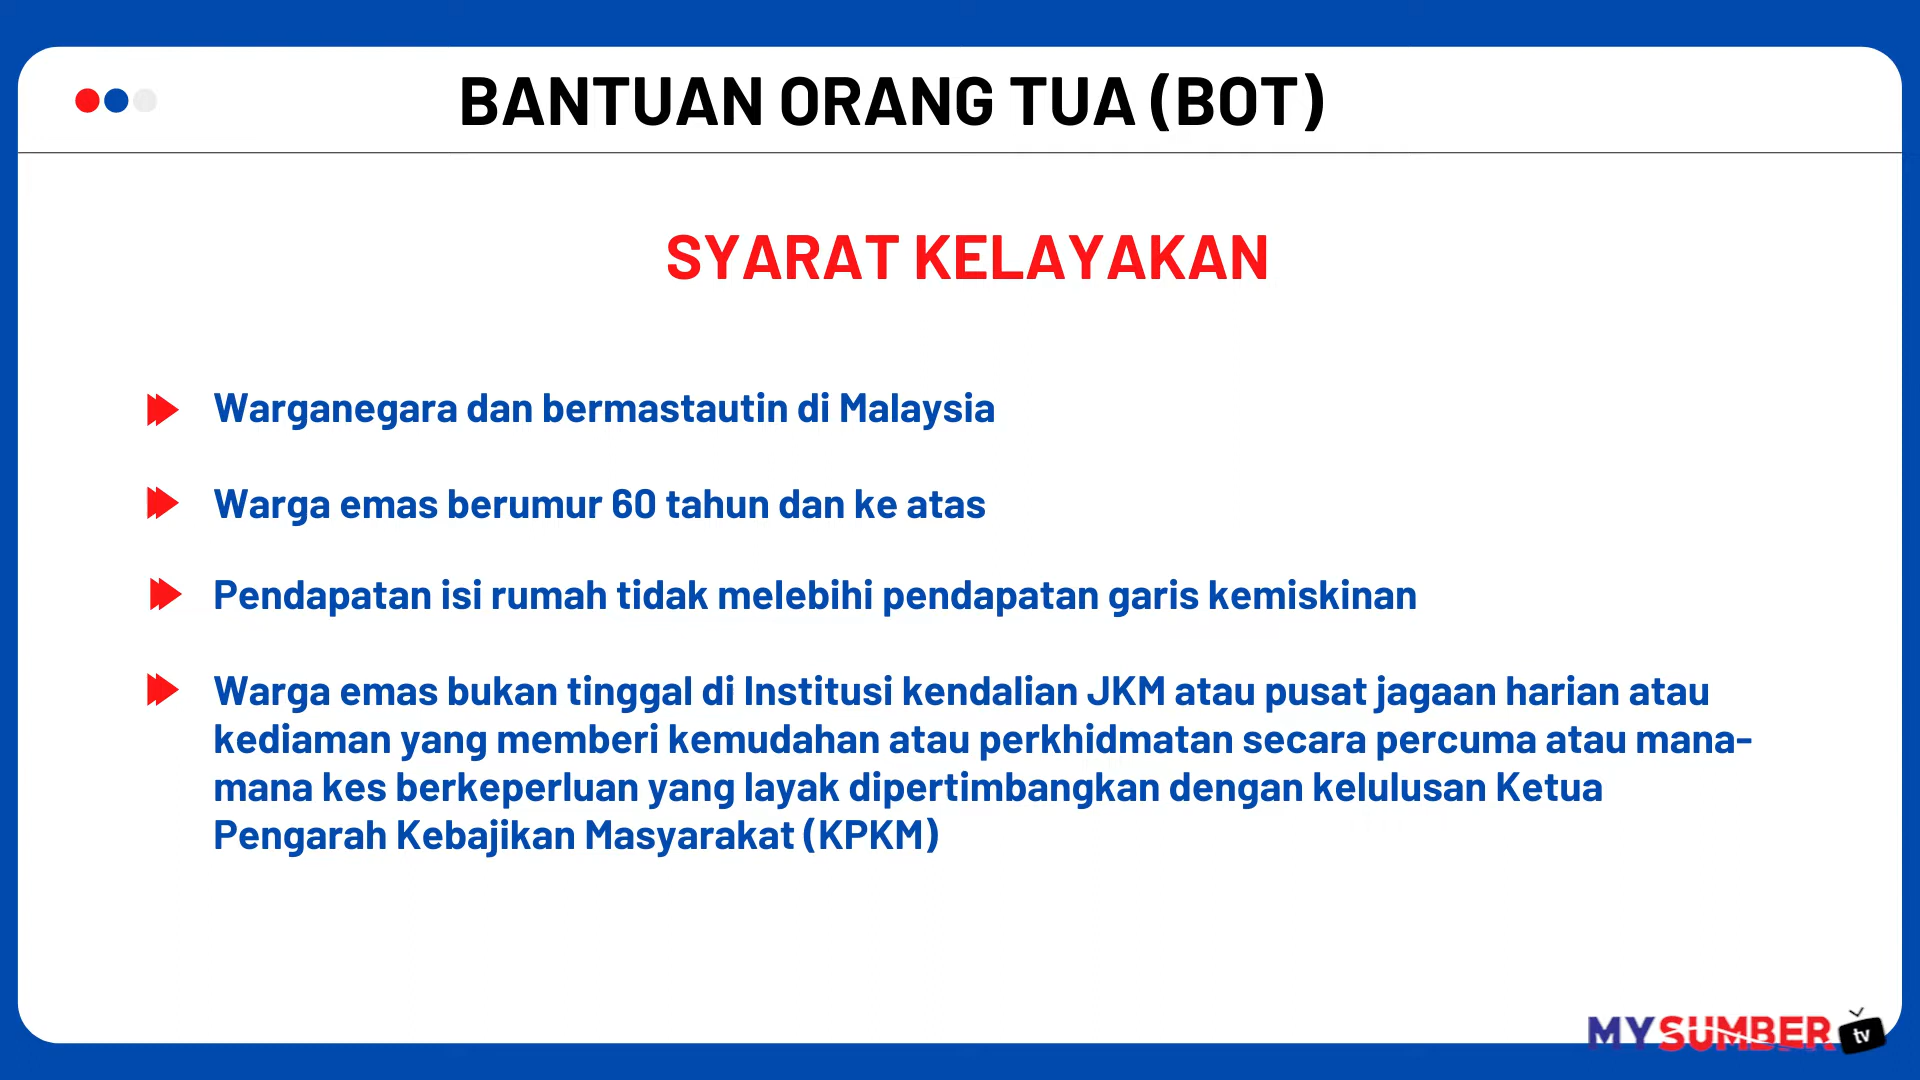 BANTUAN ORANG TUA (BOT)
SYARAT KELAYAKAN
Warganegara dan bermastautin di Malaysia
Warga emas berumur 60 tahun dan ke atas
Pendapatan isi rumah tidak melebihi pendapatan garis kemiskinan
Warga emas bukan tinggal di Institusi kendalian JKM atau pusat jagaan harian atau
kediaman yang memberi kemudahan atau perkhidmatan secara percuma atau mana-
mana kes berkeperluan yang layak dipertimbangkan dengan kelulusan Ketua
Pengarah Kebajikan Masyarakat (KPKM)
MYSUMBER tv